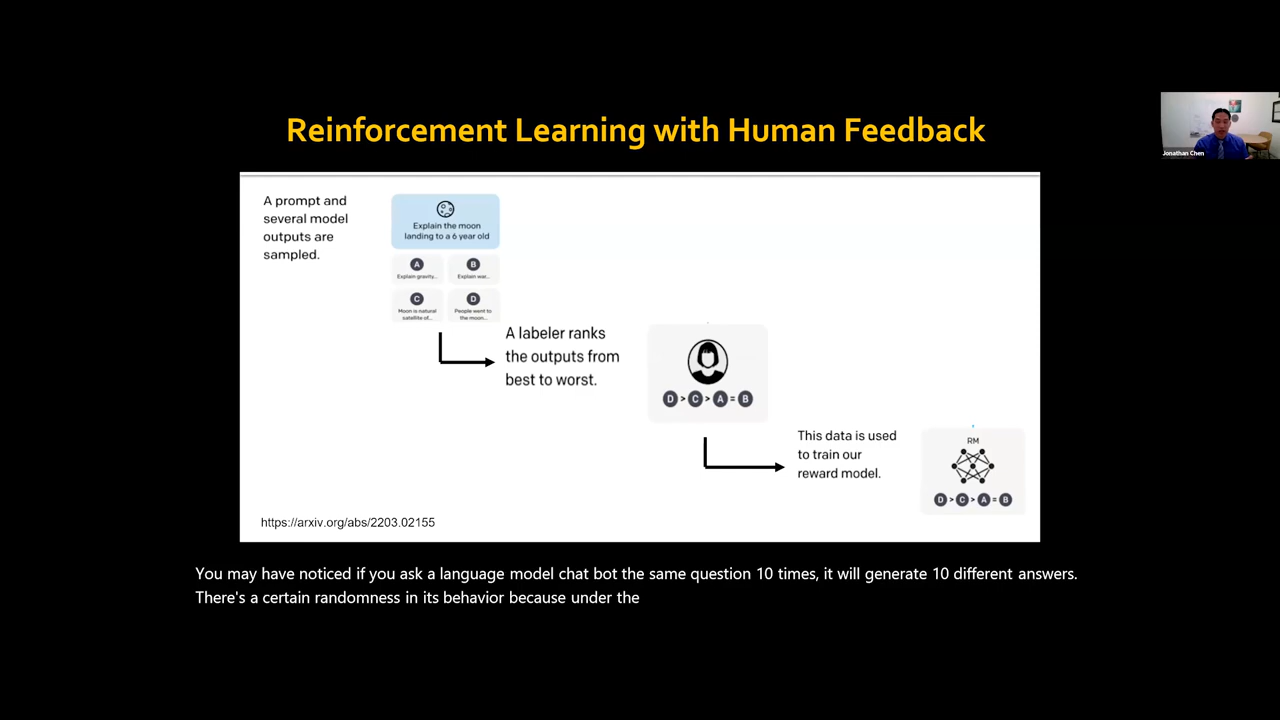 Reinforcement Learning with Human Feedback
Jonathan Chen
A prompt and
several model
outputs are
sampled.
Explain the moon
landing to a 6 year old
A
B
Explain gravity...
Explain war...
C
D
Moon is natural
satellite of...
People went to
the moon...
A labeler ranks
the outputs from
best to worst.
D > C > A = B
This data is used
to train our
reward model.
RM
D > C > A = B
https://arxiv.org/abs/2203.02155
You may have noticed if you ask a language model chat bot the same question 10 times, it will generate 10 different answers.
There's a certain randomness in its behavior because under the